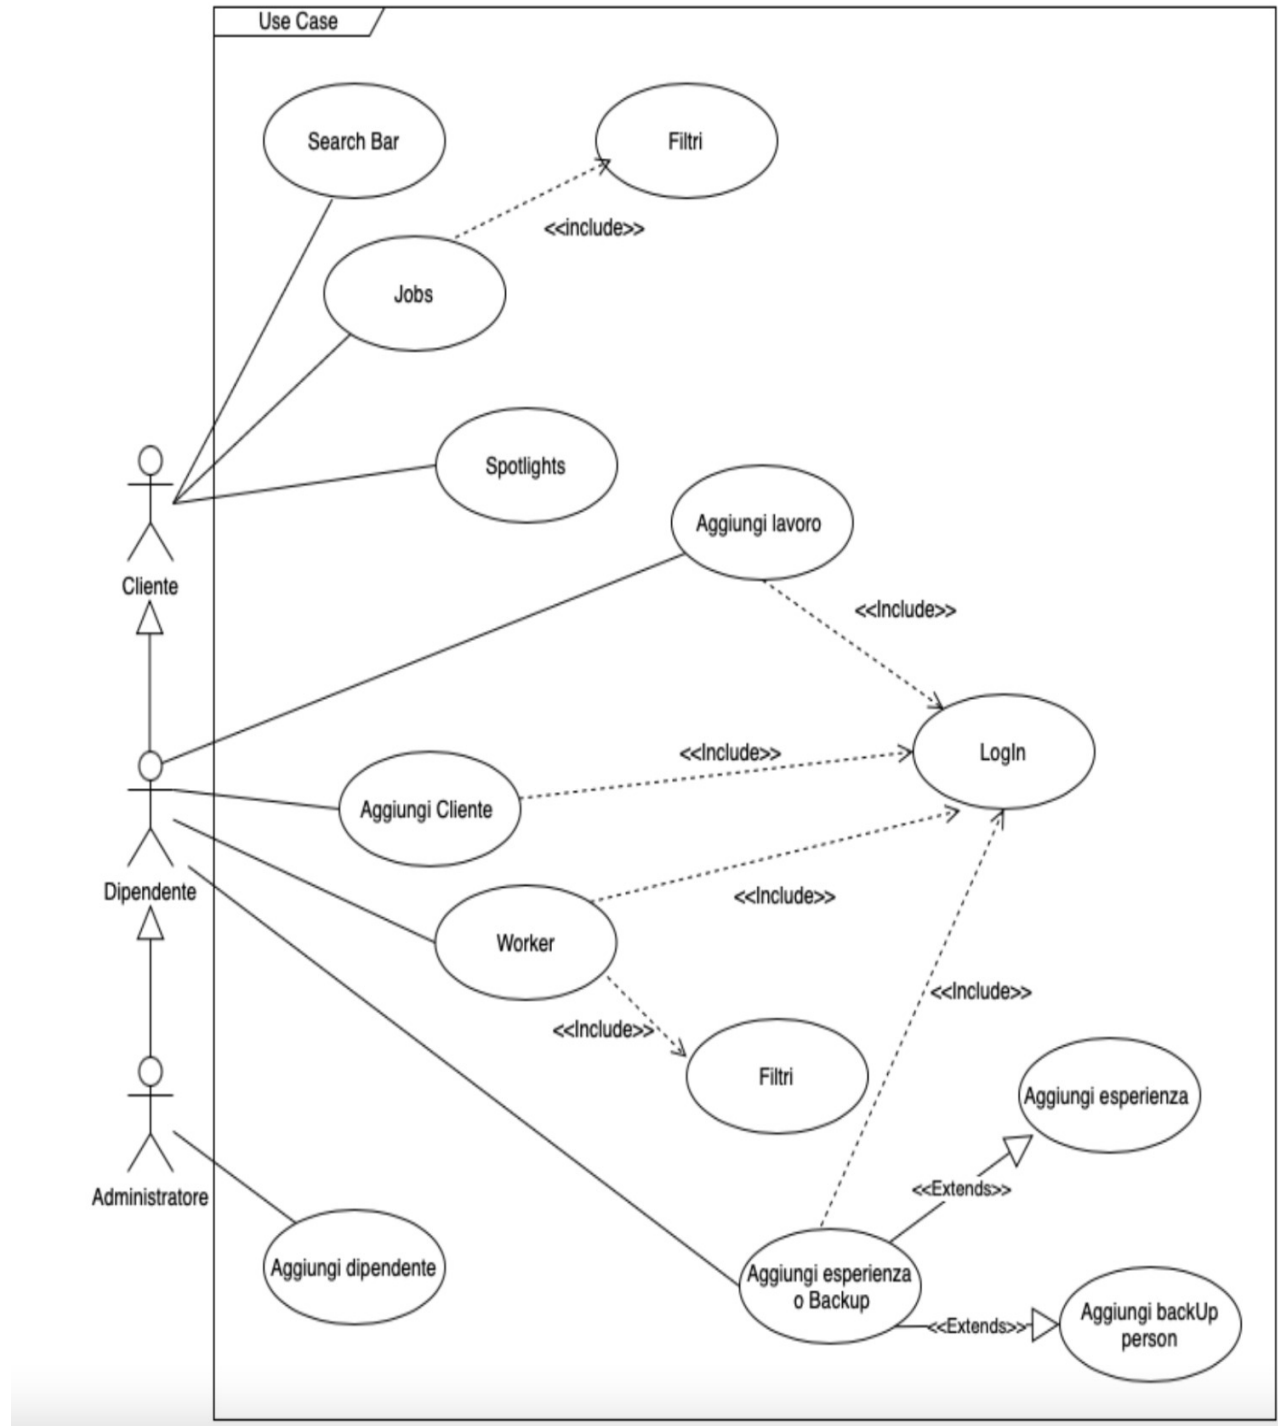 Use Case
Search Bar
Filtri
<<include>>
Jobs
Spotlights
Aggiungi lavoro
Cliente
<<Include>>
<<Include>>
LogIn
Aggiungi Cliente
Dipendente
<<Include>>
Worker
<<Include>>
<<Include>>
Filtri
Aggiungi esperienza
<<Extends>>
Administratore
Aggiungi dipendente
Aggiungi esperienza
o Backup
<<Extends>>
Aggiungi backUp
person